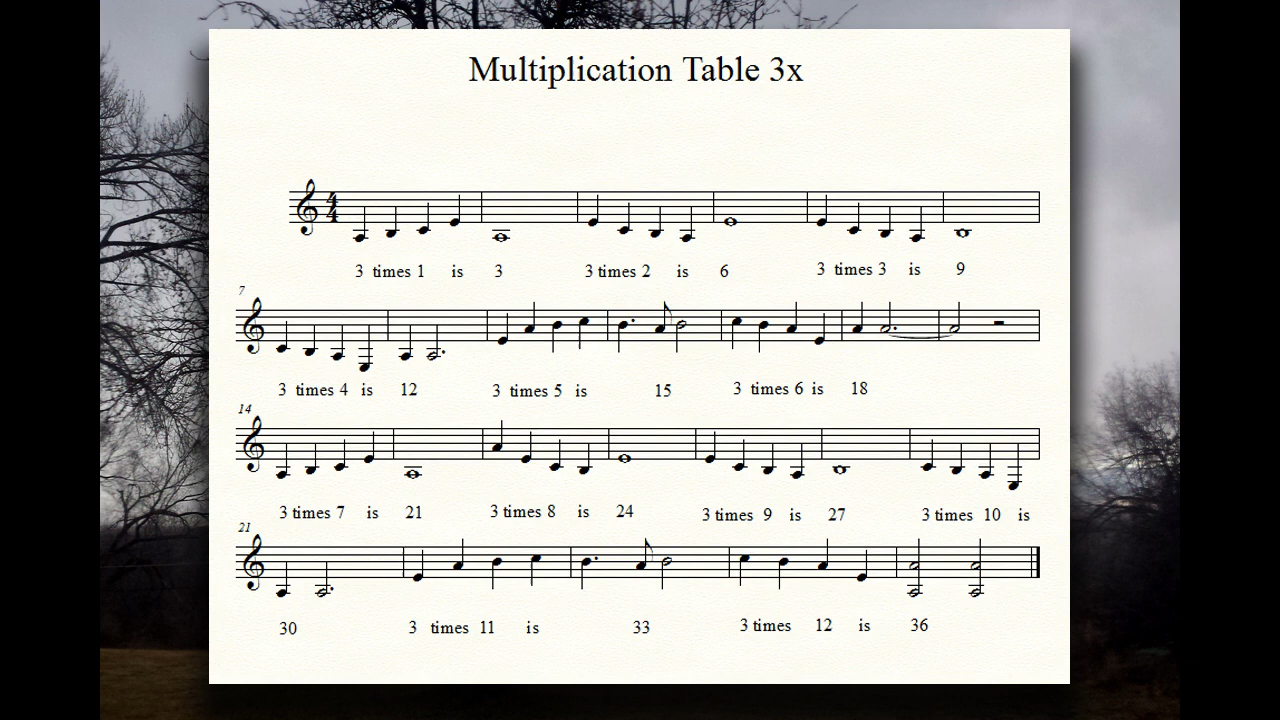 Multiplication Table 3x
4
4
3 times 1 is 3 3 times 2 is 6 3 times 3 is 9
7
3 times 4 is 12 3 times 5 is 15 3 times 6 is 18
14
3 times 7 is 21 3 times 8 is 24 3 times 9 is 27 3 times 10 is
21
30 3 times 11 is 33 3 times 12 is 36